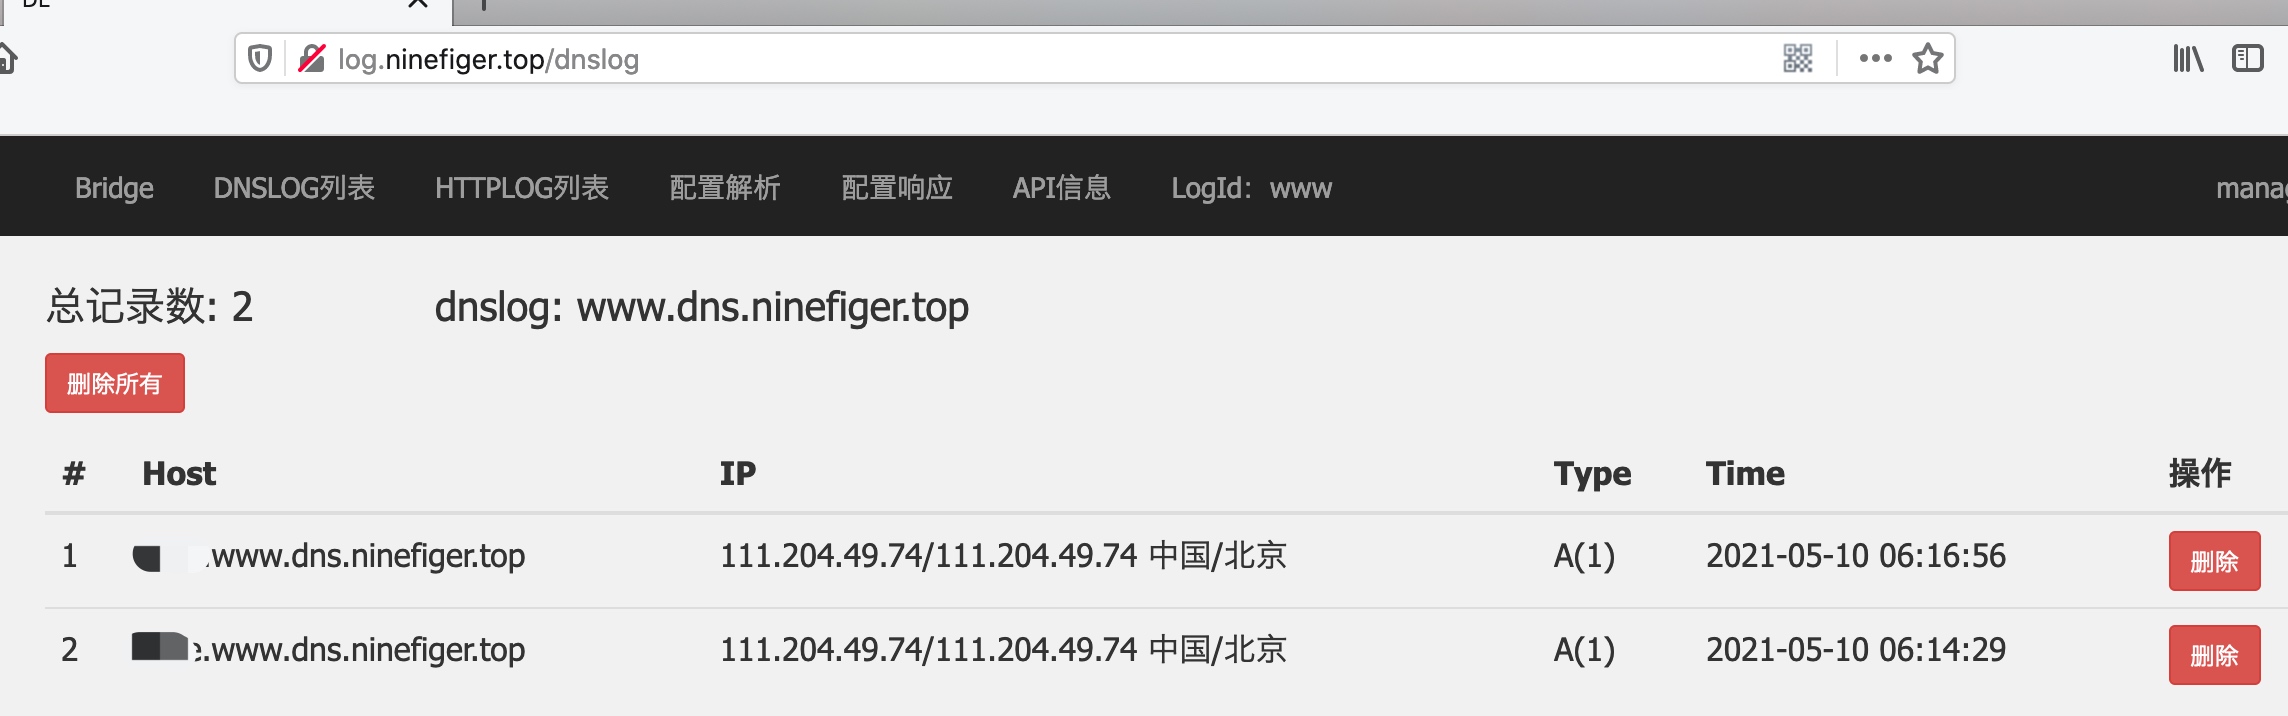 log.ninefiger.top/dnslog
Bridge DNSLOG列表 HTTPLOG列表 配置解析 配置响应 API信息 LogId：www
总记录数: 2 dnslog: www.dns.ninefiger.top
删除所有
# Host IP Type Time 操作
1 .www.dns.ninefiger.top 111.204.49.74/111.204.49.74 中国/北京 A(1) 2021-05-10 06:16:56 删除
2 .www.dns.ninefiger.top 111.204.49.74/111.204.49.74 中国/北京 A(1) 2021-05-10 06:14:29 删除